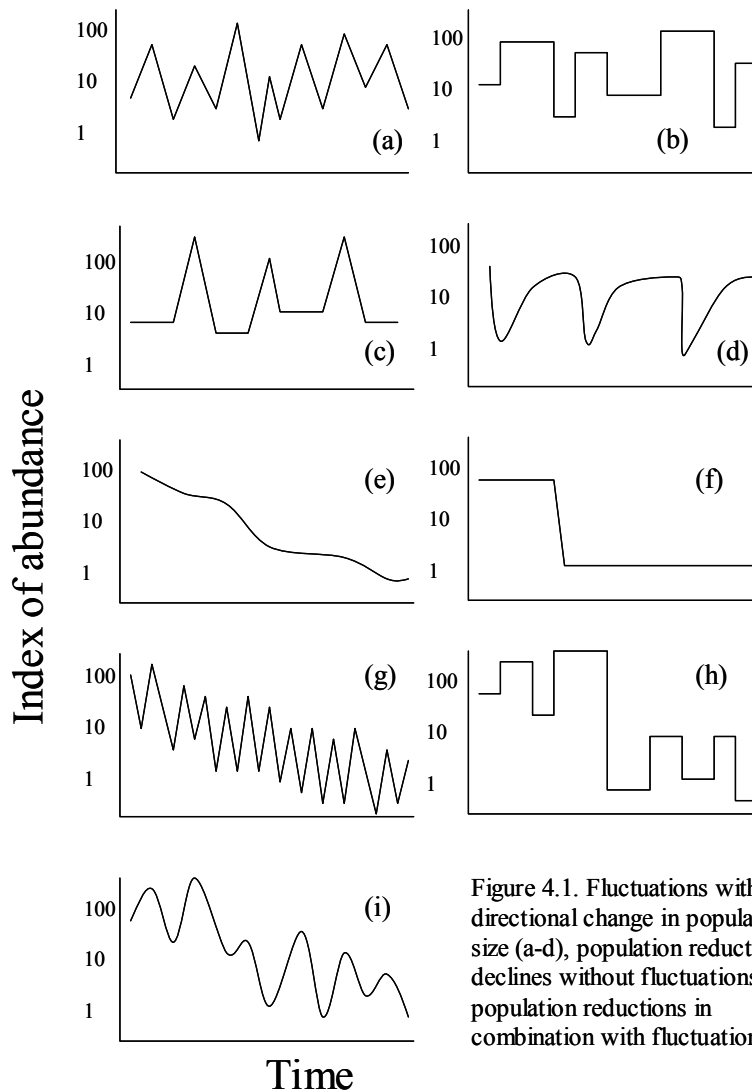 100
10
1
(a)
100
10
1
(b)
100
10
1
(c)
100
10
1
(d)
Index of abundance
100
10
1
(e)
100
10
1
(f)
100
10
1
(g)
100
10
1
(h)
100
10
1
(i)
Time
Figure 4.1. Fluctuations with
directional change in popula
size (a-d), population reduct
declines without fluctuations
population reductions in
combination with fluctuation